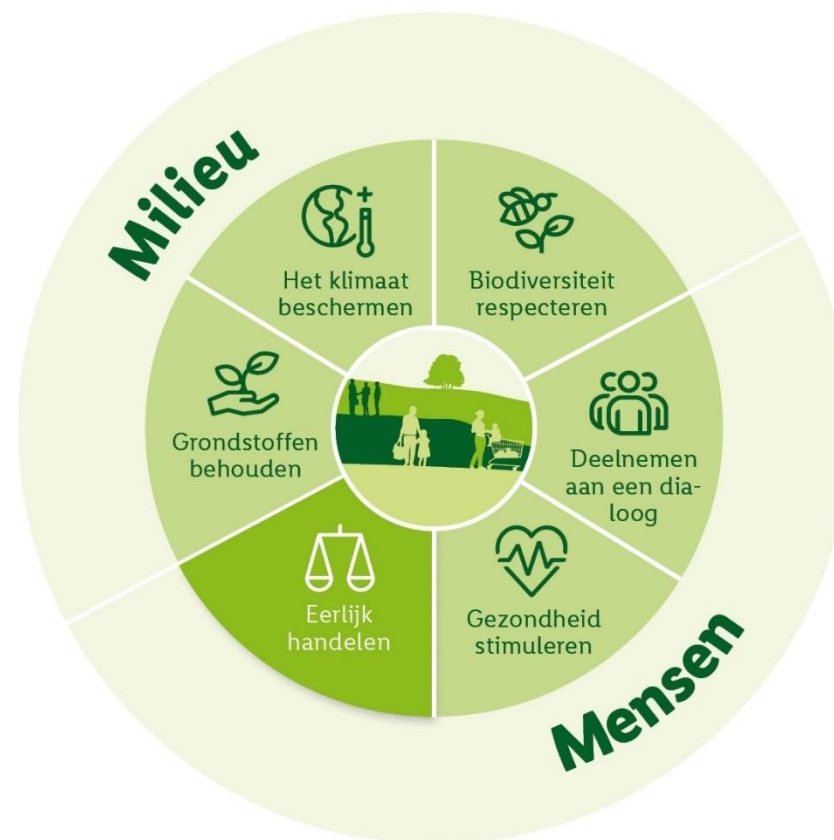 Milieu
Het klimaat
beschermen
Biodiversiteit
respecteren
Grondstoffen
behouden
Deelnemen
aan een dia-
loog
Eerlijk
handelen
Gezondheid
stimuleren
Mensen